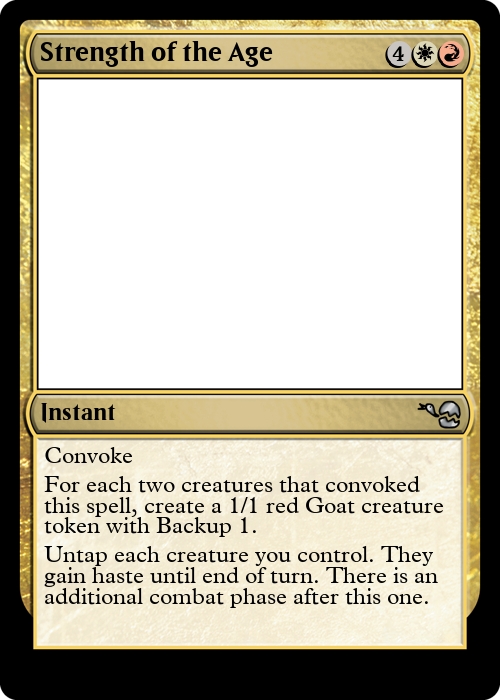 Strength of the Age 4
Instant
Convoke
For each two creatures that convoked
this spell, create a 1/1 red Goat creature
token with Backup 1.
Untap each creature you control. They
gain haste until end of turn. There is an
additional combat phase after this one.